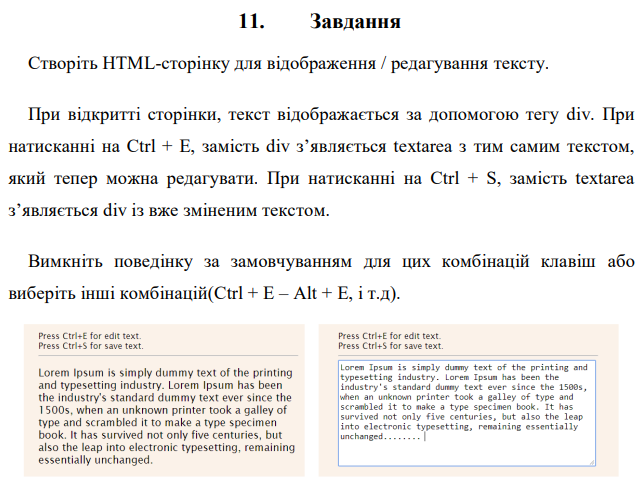 11. Завдання
Створіть HTML-сторінку для відображення / редагування тексту.
При відкритті сторінки, текст відображається за допомогою тегу div. При
натисканні на Ctrl + E, замість div з’являється textarea з тим самим текстом,
який тепер можна редагувати. При натисканні на Ctrl + S, замість textarea
з’являється div із вже зміненим текстом.
Вимкніть поведінку за замовчуванням для цих комбінацій клавіш або
виберіть інші комбінацій(Ctrl + E – Alt + E, і т.д).
Press Ctrl+E for edit text.
Press Ctrl+S for save text.
Lorem Ipsum is simply dummy text of the printing
and typesetting industry. Lorem Ipsum has been
the industry's standard dummy text ever since the
1500s, when an unknown printer took a galley of
type and scrambled it to make a type specimen
book. It has survived not only five centuries, but
also the leap into electronic typesetting, remaining
essentially unchanged.
Press Ctrl+E for edit text.
Press Ctrl+S for save text.
Lorem Ipsum is simply dummy text of the printing and
typesetting industry. Lorem Ipsum has been the
industry's standard dummy text ever since the 1500s,
when an unknown printer took a galley of type and
scrambled it to make a type specimen book. It has
survived not only five centuries, but also the leap
into electronic typesetting, remaining essentially
unchanged........